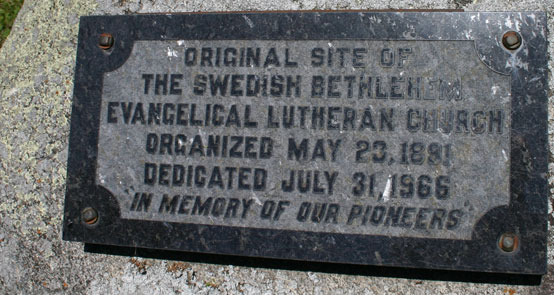 ORIGINAL SITE OF
THE SWEDISH BETHLEHEM
EVANGELICAL LUTHERAN CHURCH
ORGANIZED MAY 23, 1891
DEDICATED JULY 31, 1966
"IN MEMORY OF OUR PIONEERS"